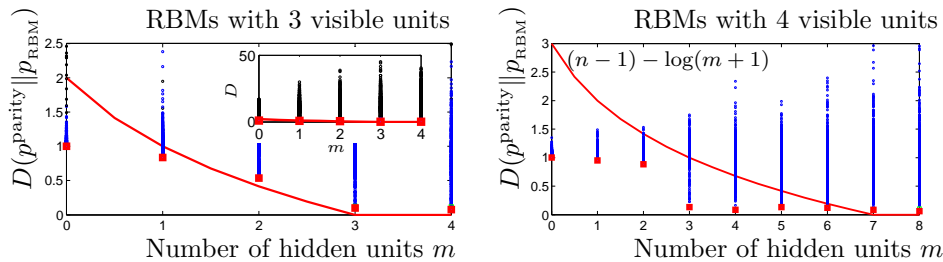 RBMs with 3 visible units
D(p^parity||p_RBM)
2.5
2
1.5
1
0.5
0
0 1 2 3 4
Number of hidden units m
D
50
0
0 1 2 3 4
m
RBMs with 4 visible units
D(p^parity||p_RBM)
(n − 1) − log(m + 1)
3
2.5
2
1.5
1
0.5
0
0 1 2 3 4 5 6 7 8
Number of hidden units m